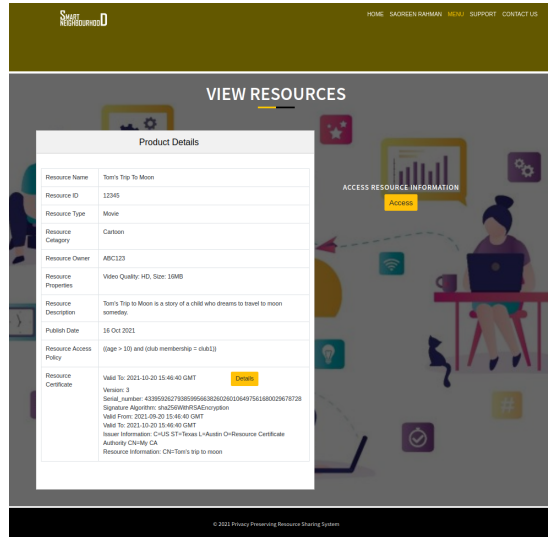 SMART
NEIGHBOURHOOD
HOME SAOREEN RAHMAN MENU SUPPORT CONTACT US
VIEW RESOURCES
Product Details
Resource Name Tom's Trip To Moon
Resource ID 12345
Resource Type Movie
Resource
Cetagory
Cartoon
Resource Owner ABC123
Resource
Properties
Video Quality: HD, Size: 16MB
Resource
Description
Tom's Trip to Moon is a story of a child who dreams to travel to moon
someday.
Publish Date 16 Oct 2021
Resource Access
Policy
((age > 10) and (club membership = club1))
Resource
Certificate
Valid To: 2021-10-20 15:46:40 GMT Details
Version: 3
Serial_number: 433959262793859956638260260106497561680029678728
Signature Algorithm: sha256WithRSAEncryption
Valid From: 2021-09-20 15:46:40 GMT
Valid To: 2021-10-20 15:46:40 GMT
Issuer Information: C=US ST=Texas L=Austin O=Resource Certificate
Authority CN=My CA
Resource Information: CN=Tom's trip to moon
ACCESS RESOURCE INFORMATION
Access
© 2021 Privacy Preserving Resource Sharing System